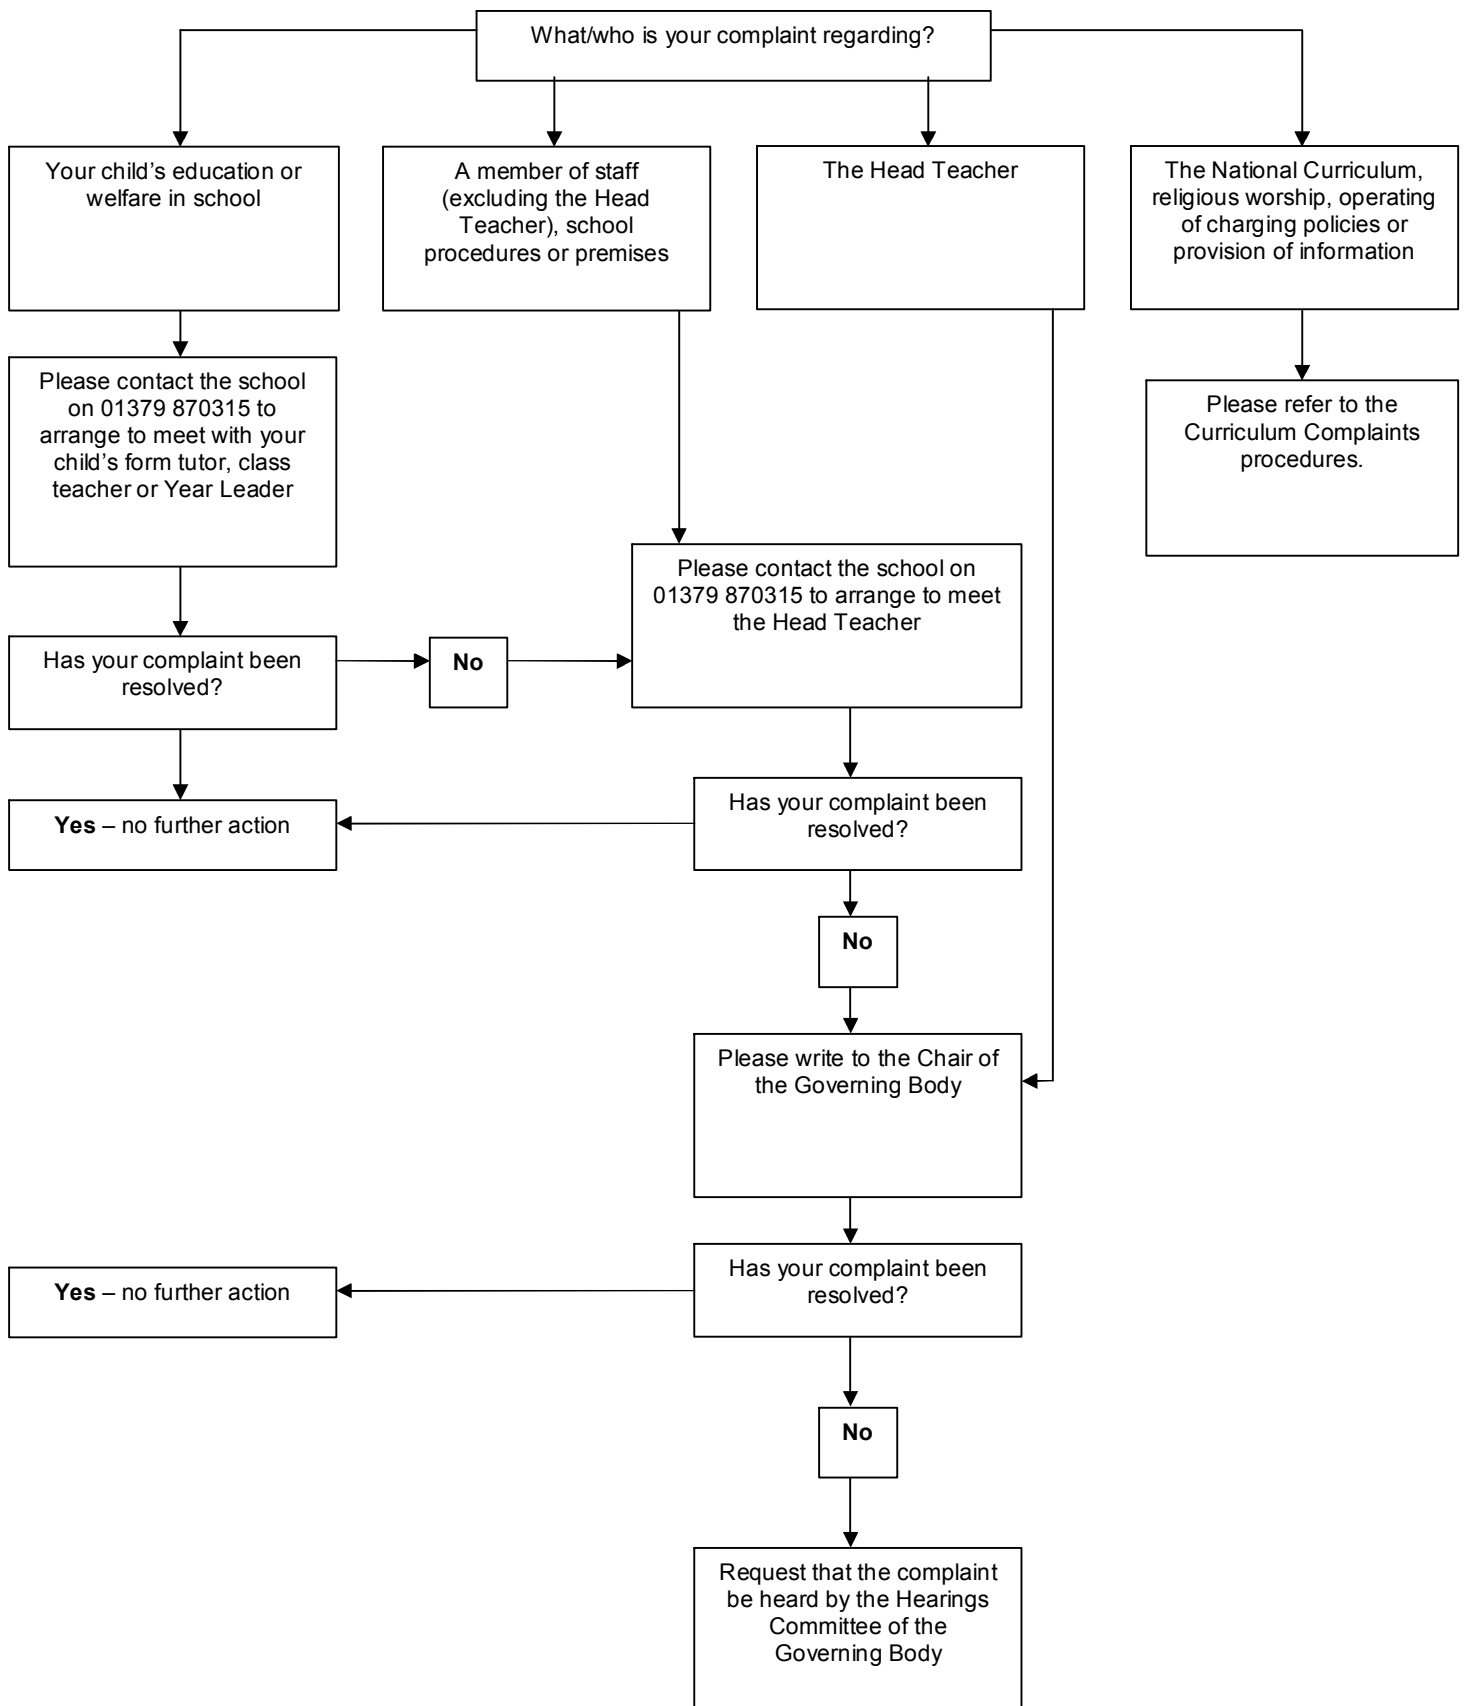 What/who is your complaint regarding?
Your child’s education or
welfare in school
A member of staff
(excluding the Head
Teacher), school
procedures or premises
The Head Teacher
The National Curriculum,
religious worship, operating
of charging policies or
provision of information
Please contact the school
on 01379 870315 to
arrange to meet with your
child’s form tutor, class
teacher or Year Leader
Please refer to the
Curriculum Complaints
procedures.
Please contact the school on
01379 870315 to arrange to meet
the Head Teacher
Has your complaint been
resolved?
No
Has your complaint been
resolved?
Yes – no further action
No
Please write to the Chair of
the Governing Body
Has your complaint been
resolved?
Yes – no further action
No
Request that the complaint
be heard by the Hearings
Committee of the
Governing Body